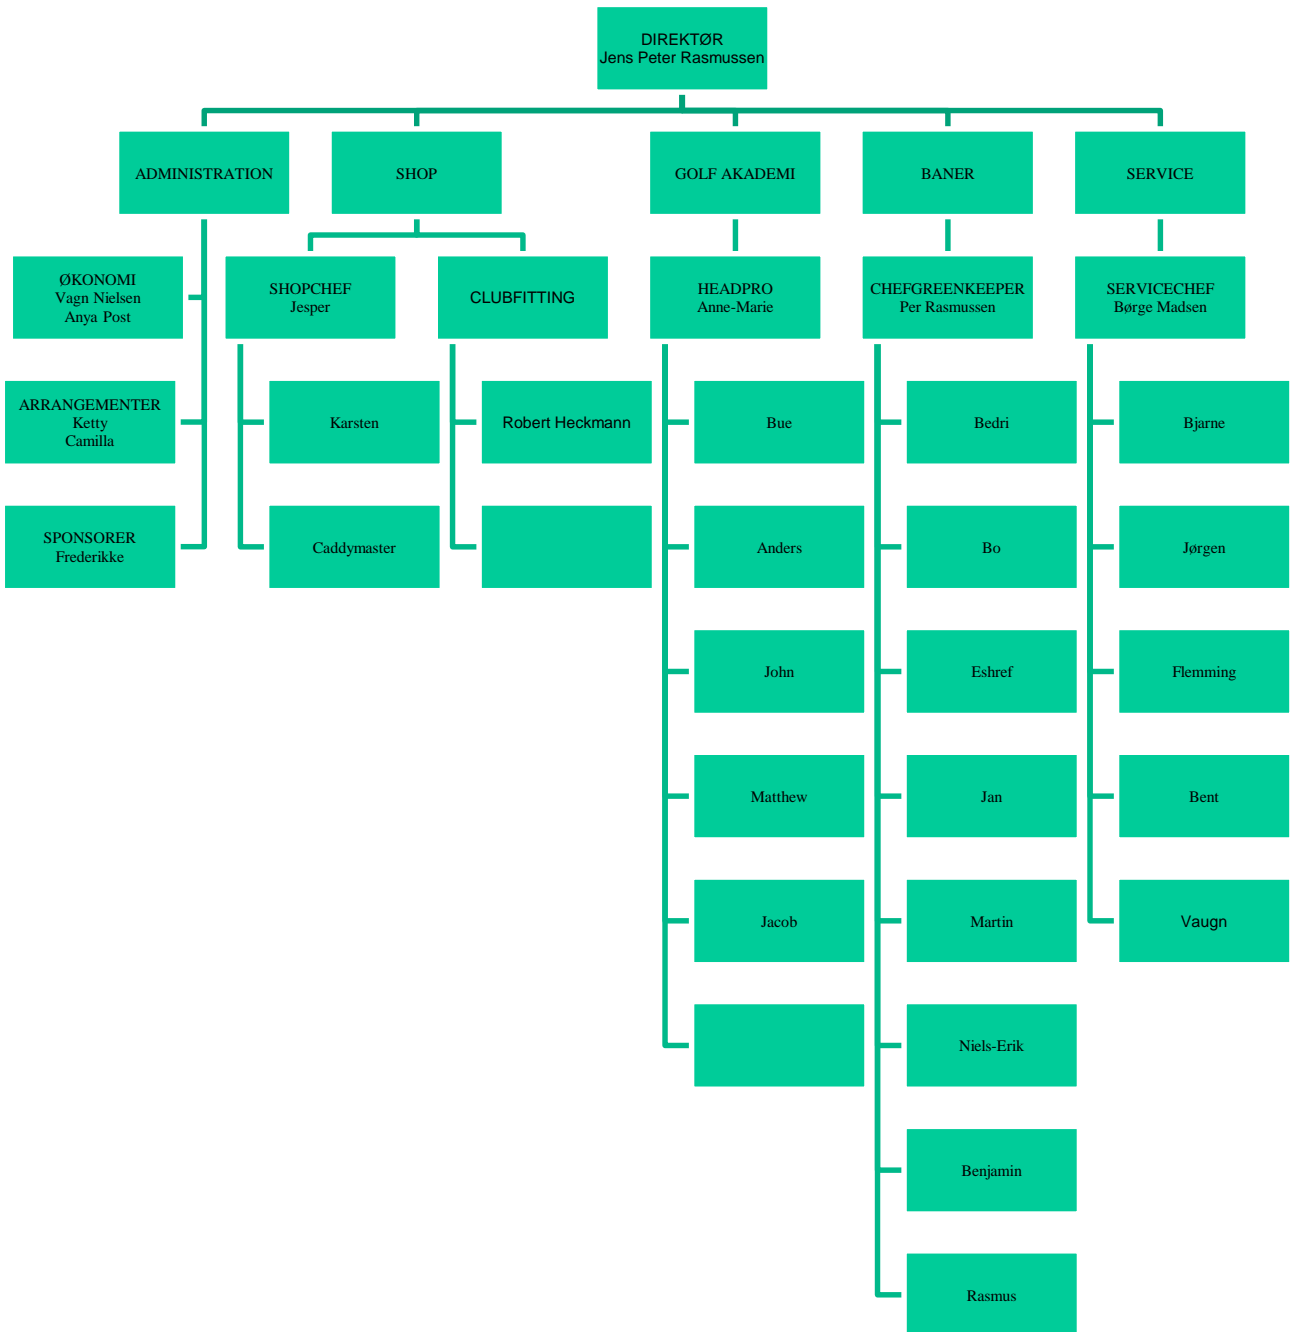 DIREKTØR
Jens Peter Rasmussen
ADMINISTRATION
SHOP
GOLF AKADEMI
BANER
SERVICE
ØKONOMI
Vagn Nielsen
Anya Post
SHOPCHEF
Jesper
CLUBFITTING
HEADPRO
Anne-Marie
CHEFGREENKEEPER
Per Rasmussen
SERVICECHEF
Børge Madsen
ARRANGEMENTER
Ketty
Camilla
Karsten
Robert Heckmann
Bue
Bedri
Bjarne
SPONSORER
Frederikke
Caddymaster
Anders
Bo
Jørgen
John
Eshref
Flemming
Matthew
Jan
Bent
Jacob
Martin
Vaugn
Niels-Erik
Benjamin
Rasmus